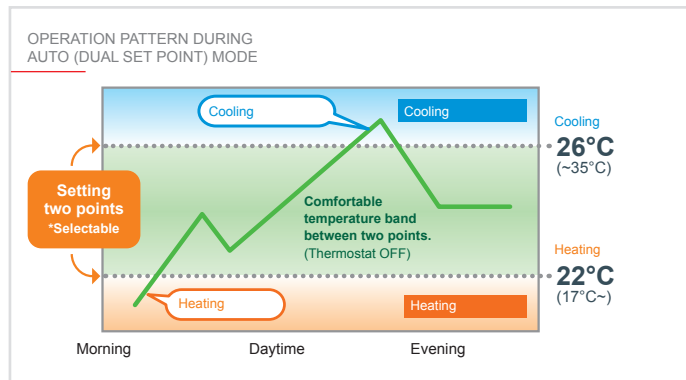 OPERATION PATTERN DURING
AUTO (DUAL SET POINT) MODE
Cooling
Cooling
Cooling
26°C
(~35°C)
Setting
two points
*Selectable
Comfortable
temperature band
between two points.
(Thermostat OFF)
Heating
22°C
(17°C~)
Heating
Heating
Morning
Daytime
Evening